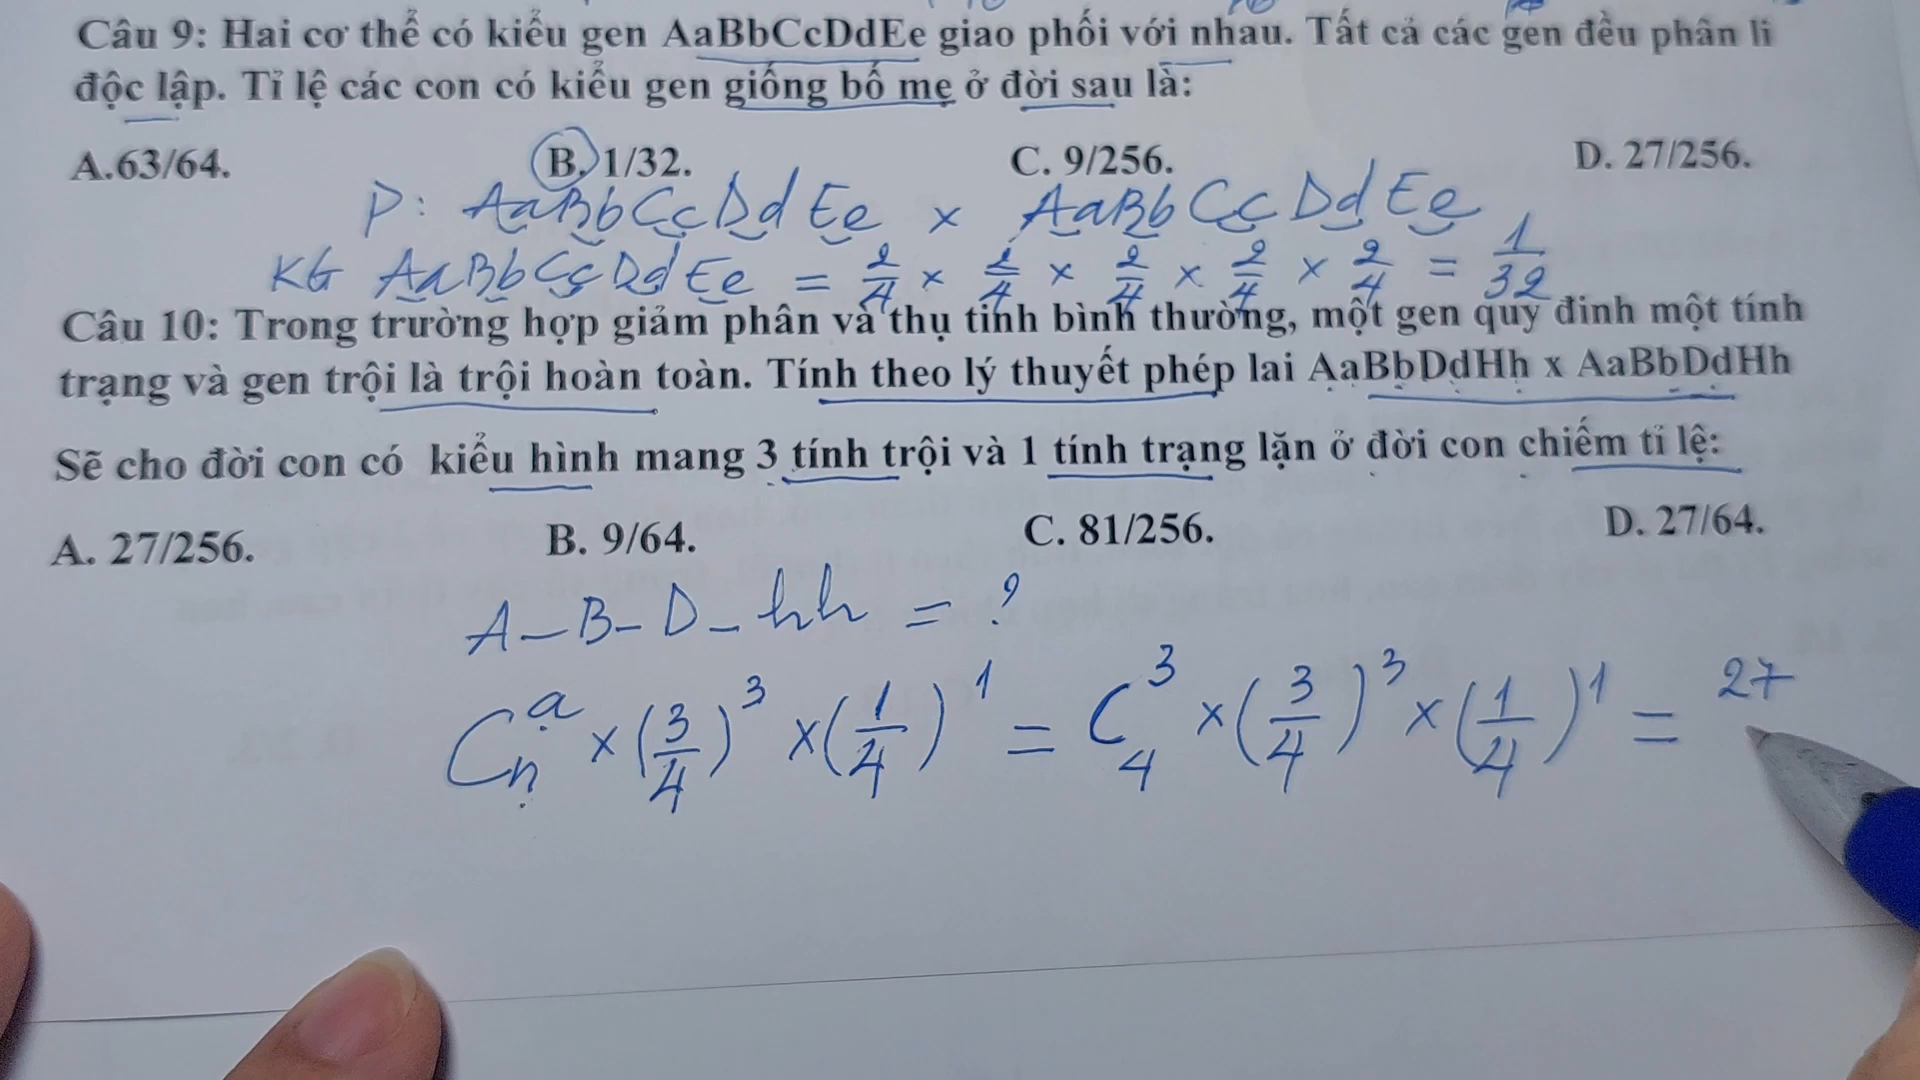 Câu 9: Hai cơ thể có kiểu gen AaBbCcDdEe giao phối với nhau. Tất cả các gen đều phân li
độc lập. Tỉ lệ các con có kiểu gen giống bố mẹ ở đời sau là:
A.63/64. B. 1/32. C. 9/256. D. 27/256.
P: AaBbCcDdEe x AaBbCcDdEe
KG AaBbCcDdEe = 2/4 x 2/4 x 2/4 x 2/4 x 2/4 = 1/32
Câu 10: Trong trường hợp giảm phân và thụ tinh bình thường, một gen quy đinh một tính
trạng và gen trội là trội hoàn toàn. Tính theo lý thuyết phép lai AaBbDdHh x AaBbDdHh
Sẽ cho đời con có kiểu hình mang 3 tính trội và 1 tính trạng lặn ở đời con chiếm tỉ lệ:
A. 27/256. B. 9/64. C. 81/256. D. 27/64.
A-B-D-hh = ?
C_n^a x (3/4)^3 x (1/4)^1 = C_4^3 x (3/4)^3 x (1/4)^1 = 27